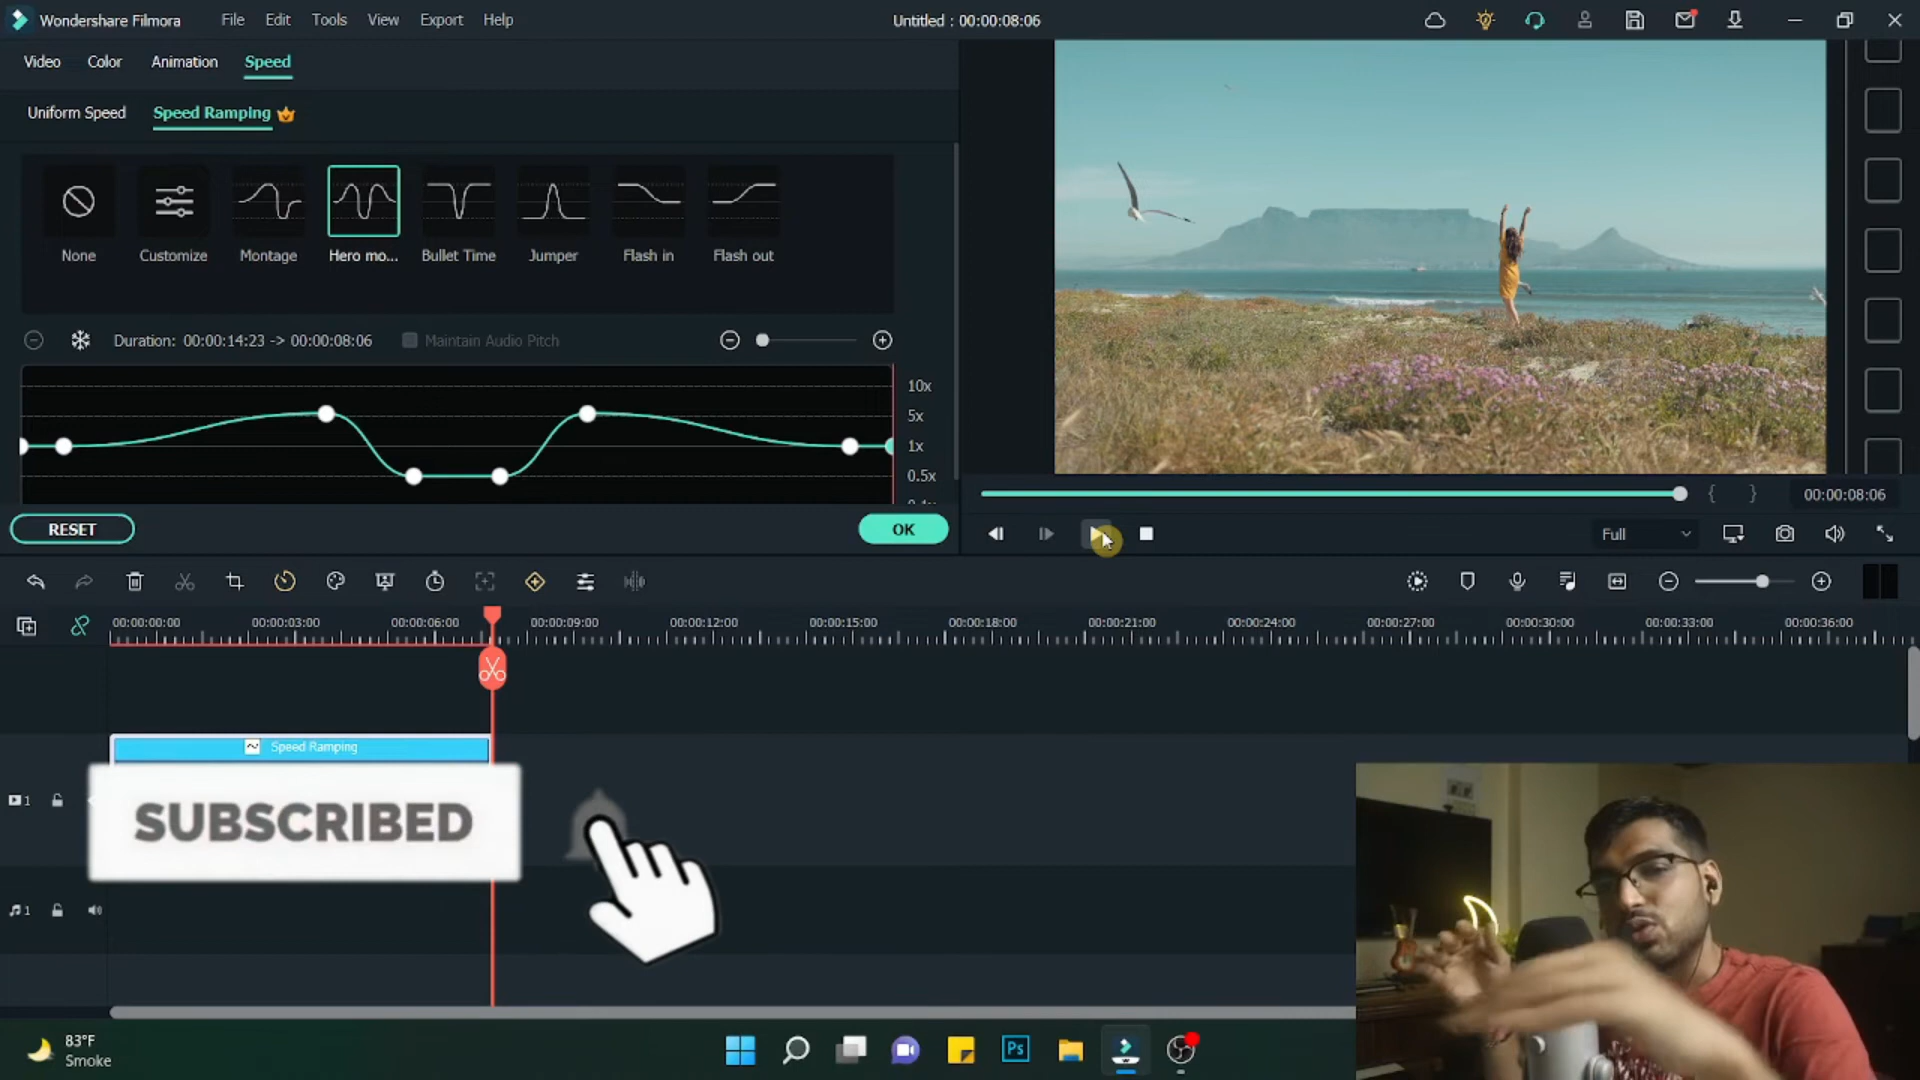 Wondershare Filmora File Edit Tools View Export Help Untitled : 00:00:08:06
Video Color Animation Speed
Uniform Speed Speed Ramping
None Customize Montage Hero mo... Bullet Time Jumper Flash in Flash out
Duration: 00:00:14:23 -> 00:00:08:06 Maintain Audio Pitch
10x
5x
1x
0.5x
00:00:08:06
RESET OK Full
00:00:00:00 00:00:03:00 00:00:06:00 00:00:09:00 00:00:12:00 00:00:15:00 00:00:18:00 00:00:21:00 00:00:24:00 00:00:27:00 00:00:30:00 00:00:33:00 00:00:36:00
Speed Ramping
1
SUBSCRIBED
1
83°F
Smoke
Ps